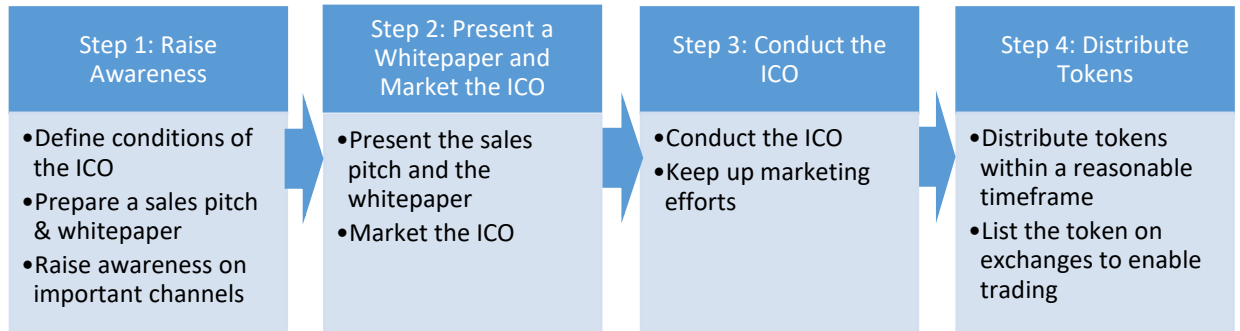 Step 1: Raise
Awareness
•Define conditions of
the ICO
•Prepare a sales pitch
& whitepaper
•Raise awareness on
important channels
Step 2: Present a
Whitepaper and
Market the ICO
•Present the sales
pitch and the
whitepaper
•Market the ICO
Step 3: Conduct the
ICO
•Conduct the ICO
•Keep up marketing
efforts
Step 4: Distribute
Tokens
•Distribute tokens
within a reasonable
timeframe
•List the token on
exchanges to enable
trading